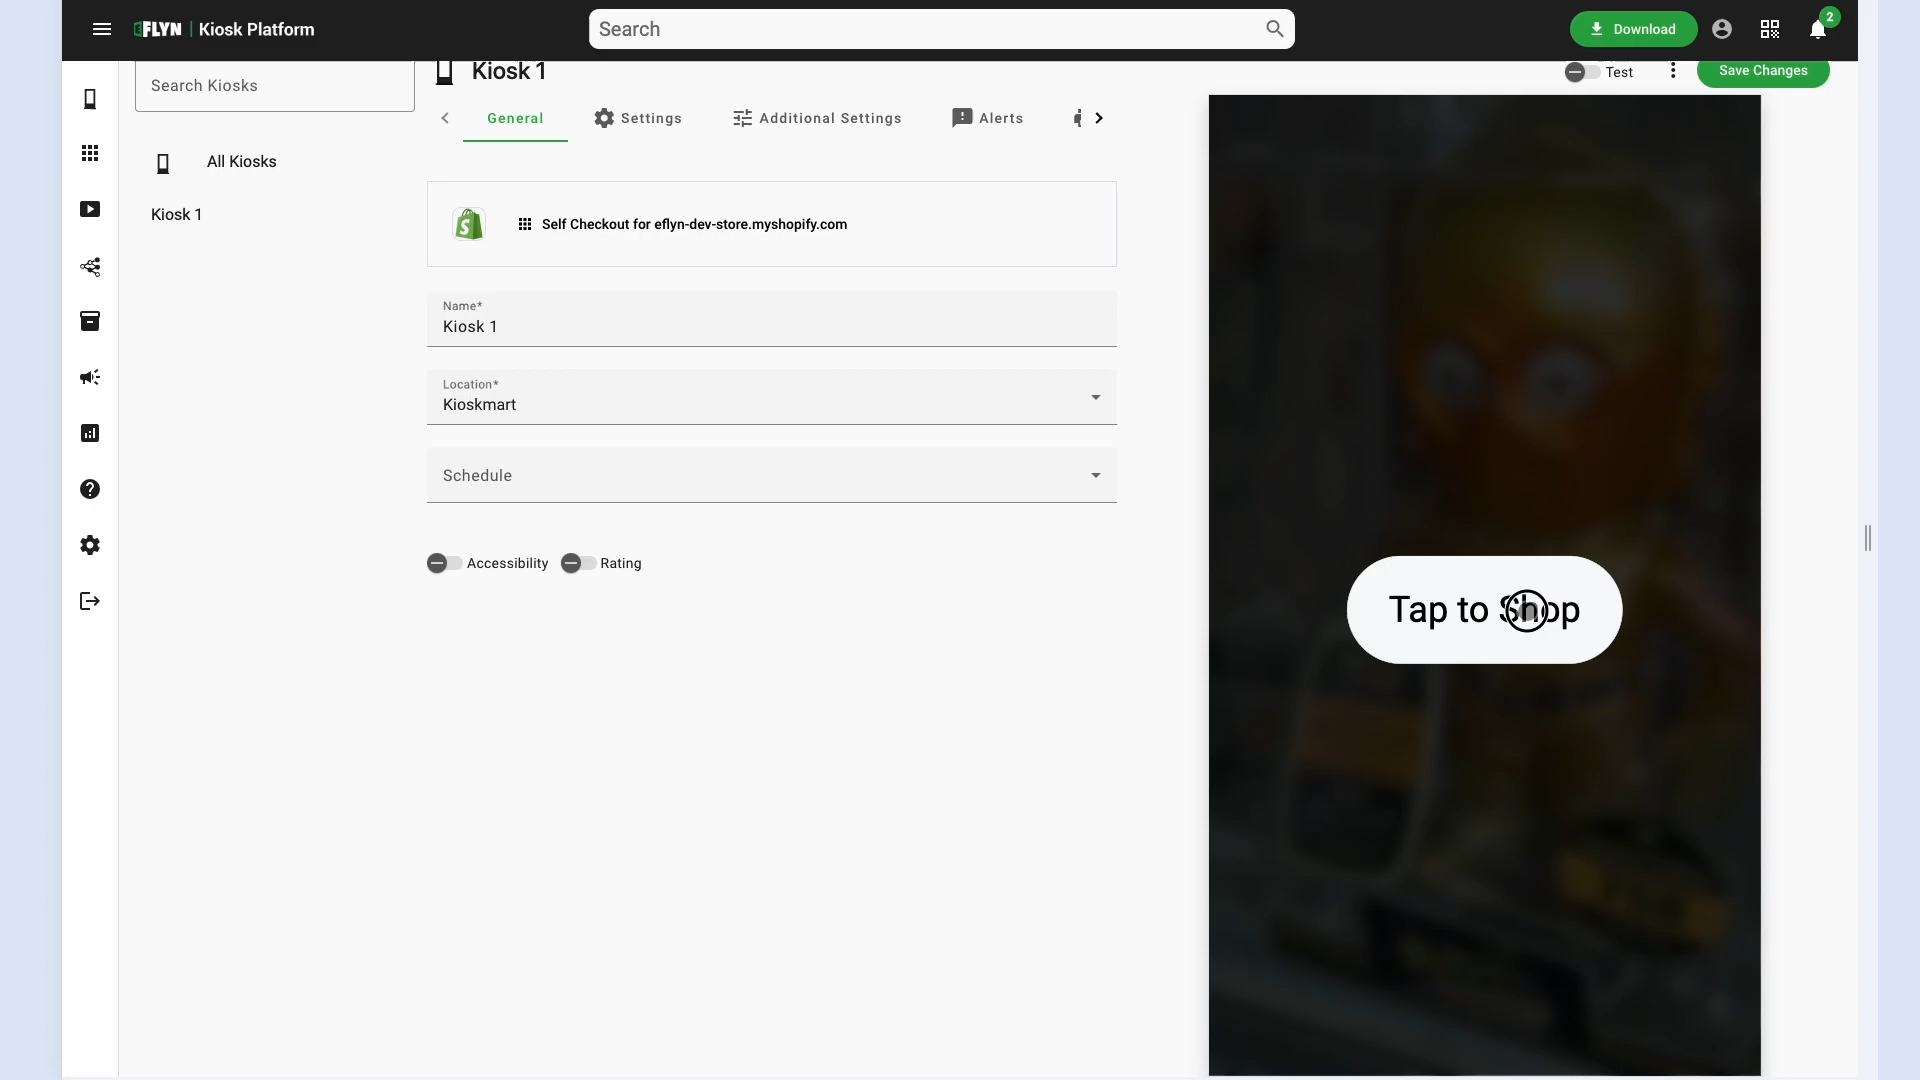 EFLYN | Kiosk Platform
Search
Download
2
Search Kiosks
Kiosk 1
Test
Save Changes
General
Settings
Additional Settings
Alerts
All Kiosks
Kiosk 1
Self Checkout for eflyn-dev-store.myshopify.com
Name*
Kiosk 1
Location*
Kioskmart
Schedule
Accessibility
Rating
Tap to Shop